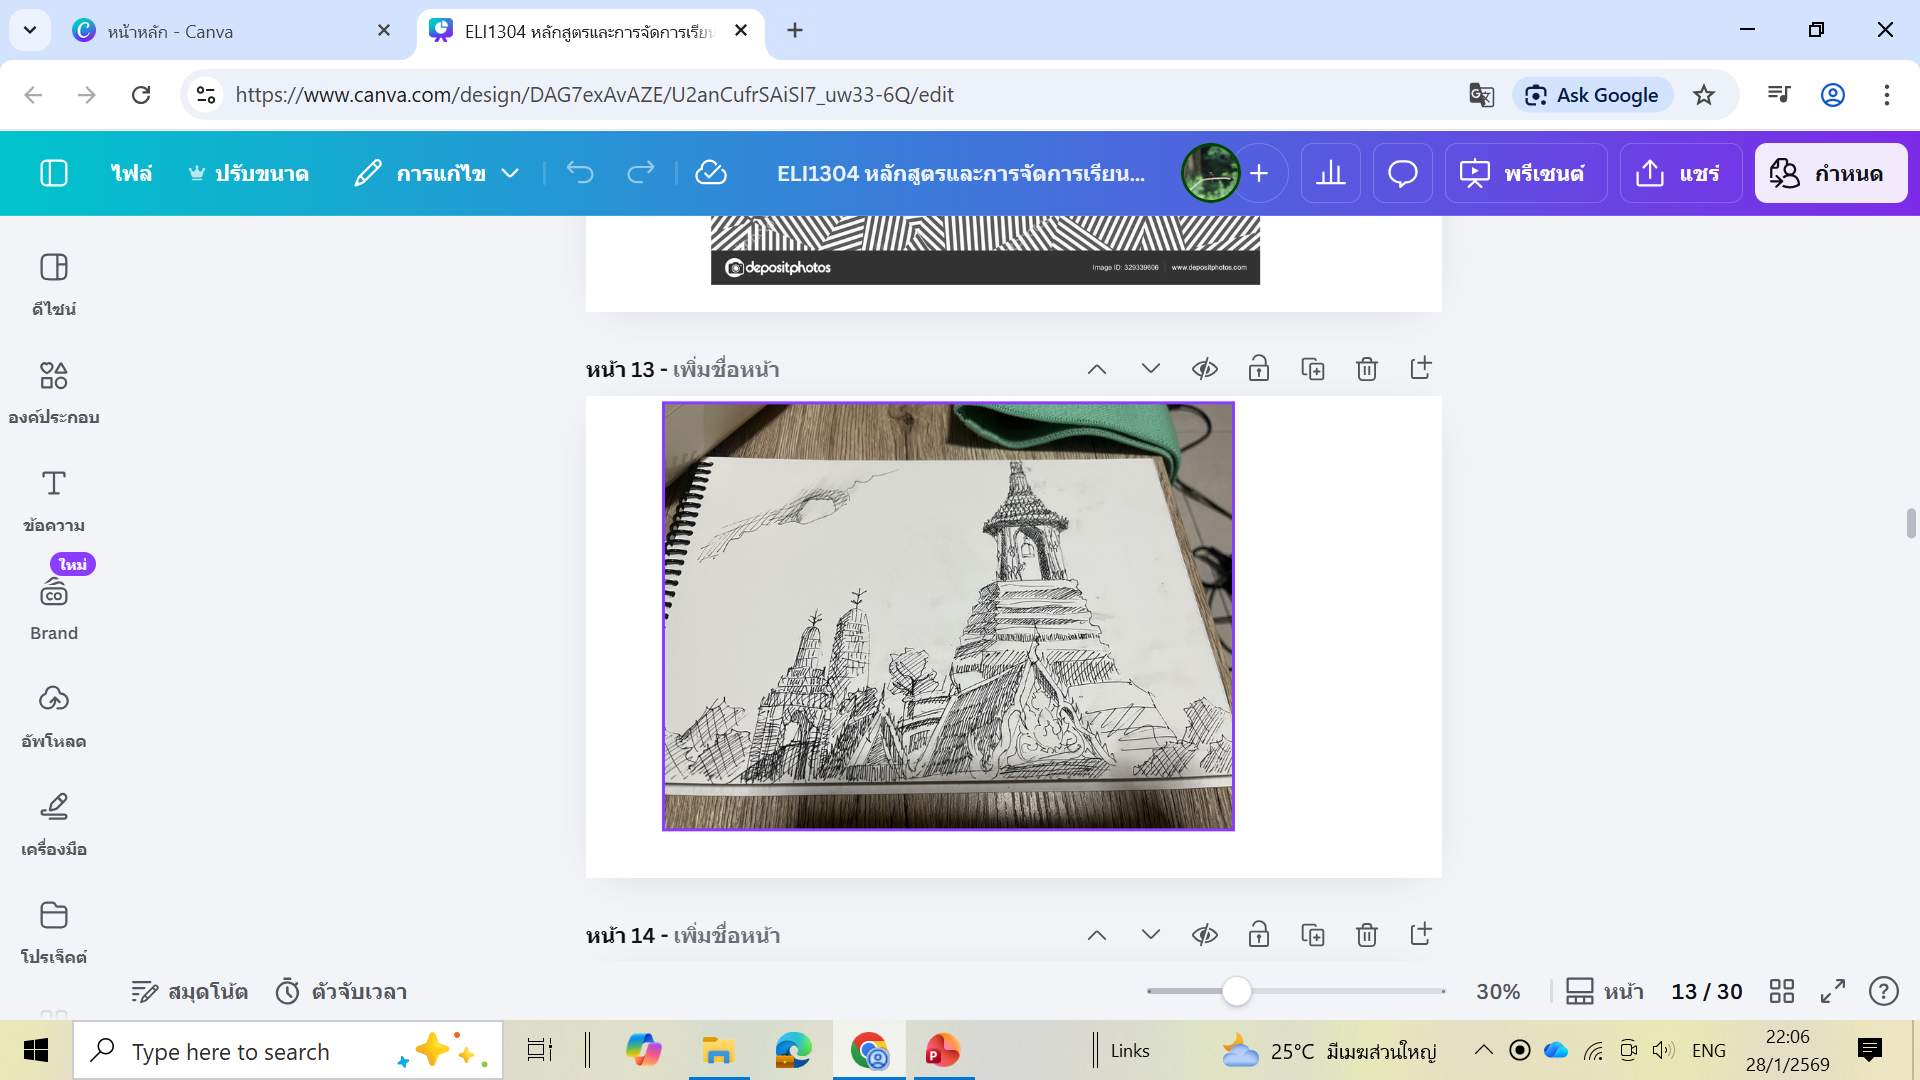 หน้าหลัก - Canva
ELI1304 หลักสูตรและการจัดการเรียน
https://www.canva.com/design/DAG7exAvAZE/U2anCufrSAiSI7_uw33-6Q/edit
Ask Google
ไฟล์
ปรับขนาด
การแก้ไข
ELI1304 หลักสูตรและการจัดการเรียน...
พรีเซนต์
แชร์
กำหนด
ดีไซน์
องค์ประกอบ
ข้อความ
ใหม่
Brand
อัพโหลด
เครื่องมือ
โปรเจ็คต์
depositphotos
Image ID: 329339606
www.depositphotos.com
หน้า 13 - เพิ่มชื่อหน้า
หน้า 14 - เพิ่มชื่อหน้า
สมุดโน้ต
ตัวจับเวลา
30%
หน้า
13 / 30
Type here to search
Links
25°C มีเมฆส่วนใหญ่
ENG
22:06
28/1/2569